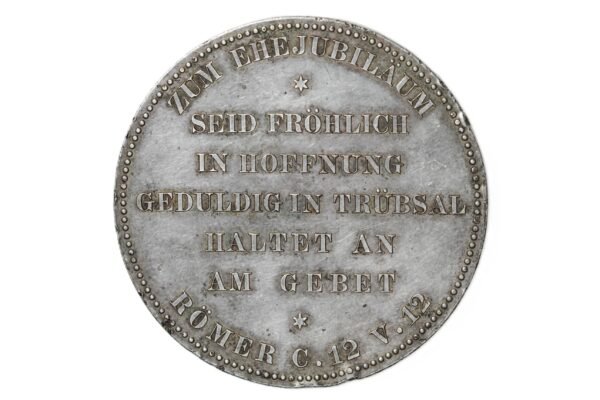 ZUM EHEJUBILÄUM
SEID FRÖHLICH
IN HOFFNUNG
GEDULDIG IN TRÜBSAL
HALTET AN
AM GEBET
RÖMER C. 12 V. 12